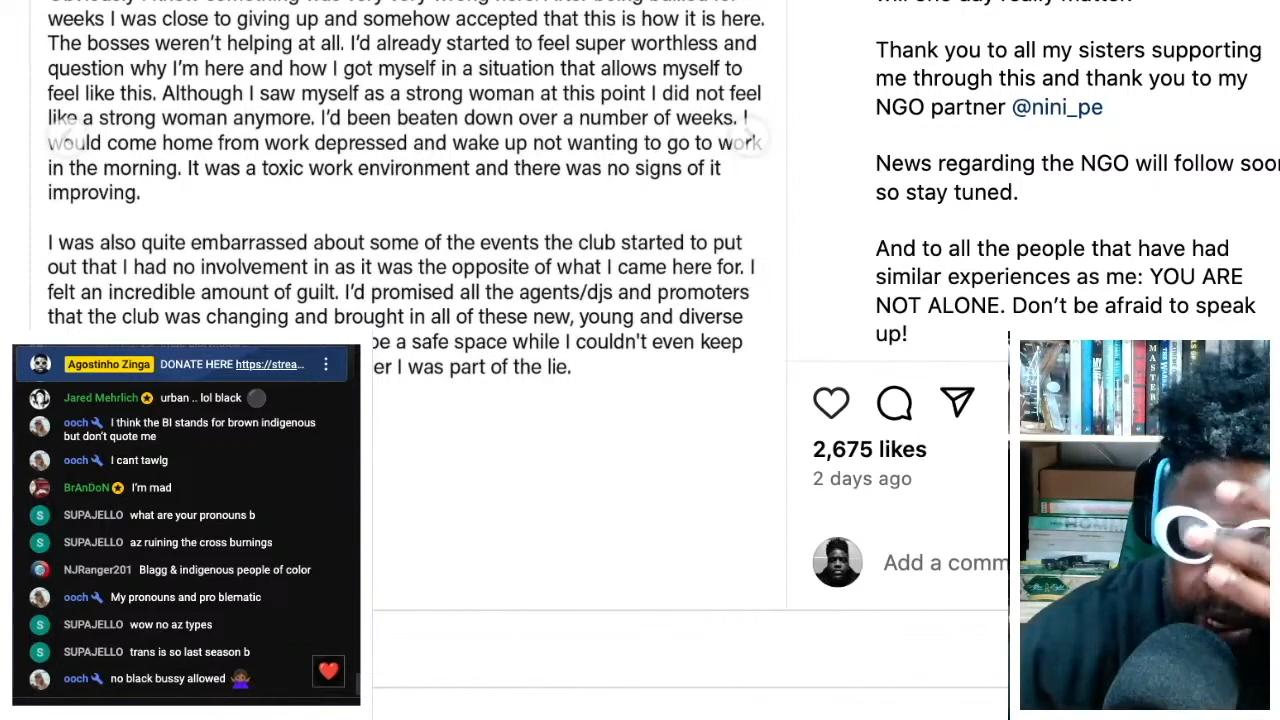 weeks I was close to giving up and somehow accepted that this is how it is here.
The bosses weren't helping at all. I'd already started to feel super worthless and
question why I'm here and how I got myself in a situation that allows myself to
feel like this. Although I saw myself as a strong woman at this point I did not feel
like a strong woman anymore. I'd been beaten down over a number of weeks. I
would come home from work depressed and wake up not wanting to go to work
in the morning. It was a toxic work environment and there was no signs of it
improving.
I was also quite embarrassed about some of the events the club started to put
out that I had no involvement in as it was the opposite of what I came here for. I
felt an incredible amount of guilt. I'd promised all the agents/djs and promoters
that the club was changing and brought in all of these new, young and diverse
be a safe space while I couldn't even keep
er I was part of the lie.
Thank you to all my sisters supporting
me through this and thank you to my
NGO partner @nini_pe
News regarding the NGO will follow soon
so stay tuned.
And to all the people that have had
similar experiences as me: YOU ARE
NOT ALONE. Don't be afraid to speak
up!
2,675 likes
2 days ago
Add a comm
Agostinho Zinga DONATE HERE https://strea...
Jared Mehrlich urban .. lol black
ooch I think the BI stands for brown indigenous
but don't quote me
ooch I cant tawlg
BrAnDoN I'm mad
SUPAJELLO what are your pronouns b
SUPAJELLO az ruining the cross burnings
NJRanger201 Blagg & indigenous people of color
ooch My pronouns and pro blematic
SUPAJELLO wow no az types
SUPAJELLO trans is so last season b
ooch no black bussy allowed